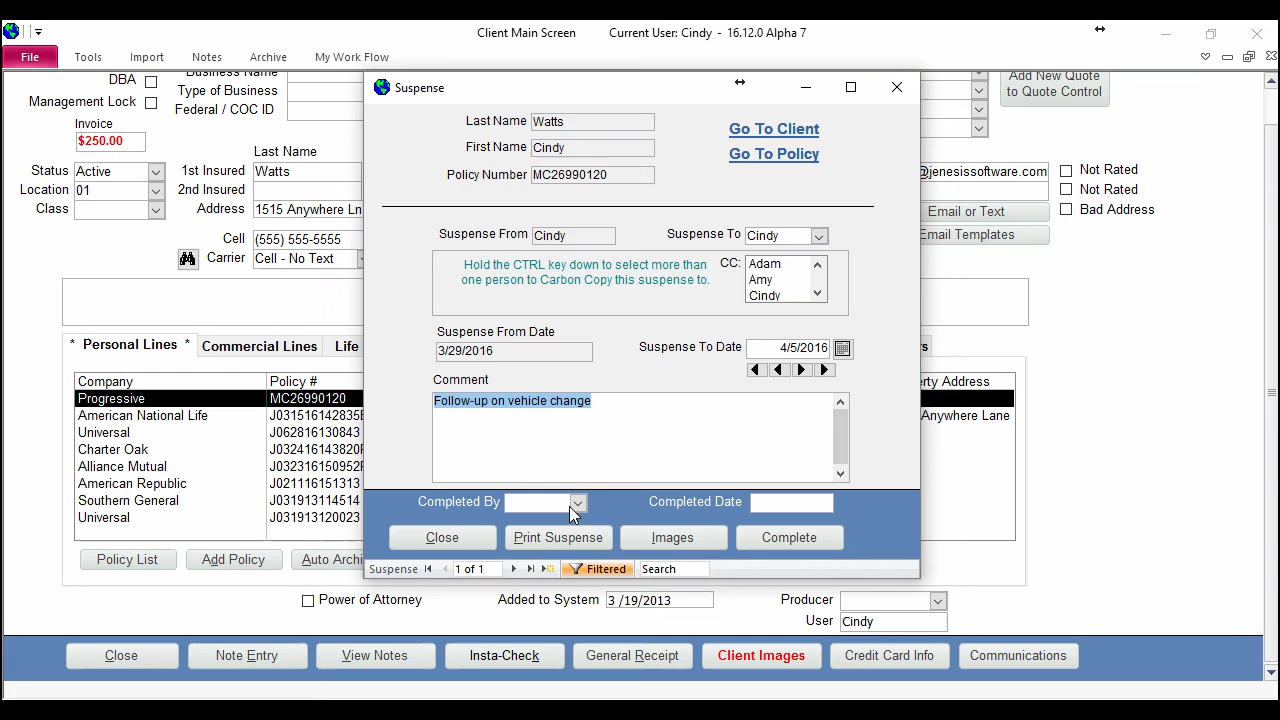 Client Main Screen Current User: Cindy - 16.12.0 Alpha 7
File Tools Import Notes Archive My Work Flow
DBA
Business Name
Management Lock
Type of Business
Federal / COC ID
Add New Quote
to Quote Control
Invoice
$250.00
Last Name
Status Active 1st Insured Watts
Location 01 2nd Insured
Class Address 1515 Anywhere Ln
Cell (555) 555-5555
Carrier Cell - No Text
@jenesissoftware.com Not Rated
Not Rated
Email or Text Bad Address
Email Templates
* Personal Lines * Commercial Lines Life
Company Policy # Address
Progressive MC26990120
American National Life J031516142835 Anywhere Lane
Universal J062816130843
Charter Oak J032416143820
Alliance Mutual J032316150952
American Republic J021116151313
Southern General J031913114514
Universal J031913120023
Policy List Add Policy Auto Archi
Suspense
Last Name Watts
First Name Cindy
Policy Number MC26990120
Go To Client
Go To Policy
Suspense From Cindy Suspense To Cindy
Hold the CTRL key down to select more than
one person to Carbon Copy this suspense to.
CC: Adam
Amy
Cindy
Suspense From Date
3/29/2016
Suspense To Date 4/5/2016
Comment
Follow-up on vehicle change
Completed By Completed Date
Close Print Suspense Images Complete
Suspense 1 of 1 Filtered Search
Power of Attorney Added to System 3 /19/2013 Producer
User Cindy
Close Note Entry View Notes Insta-Check General Receipt Client Images Credit Card Info Communications